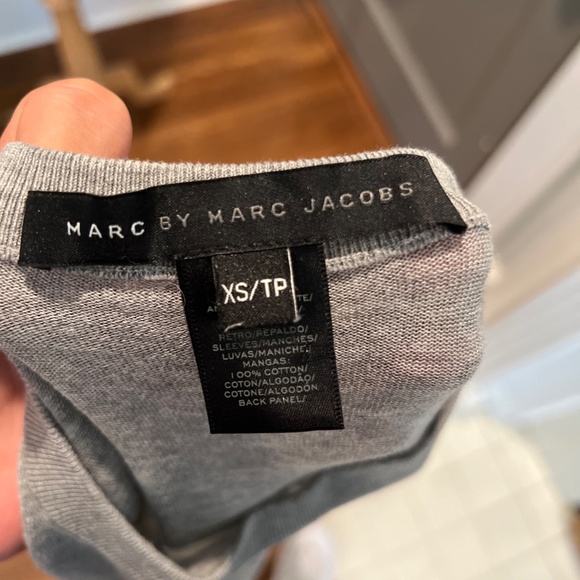 MARC BY MARC JACOBS
XS/TP
RETRO/REPALDO/
SLEEVES/MANCHES/
LUVAS/MANICHE/
MANGAS:
100% COTTON/
COTON/ALGODÃO/
COTONE/ALGODÓN
BACK PANEL/